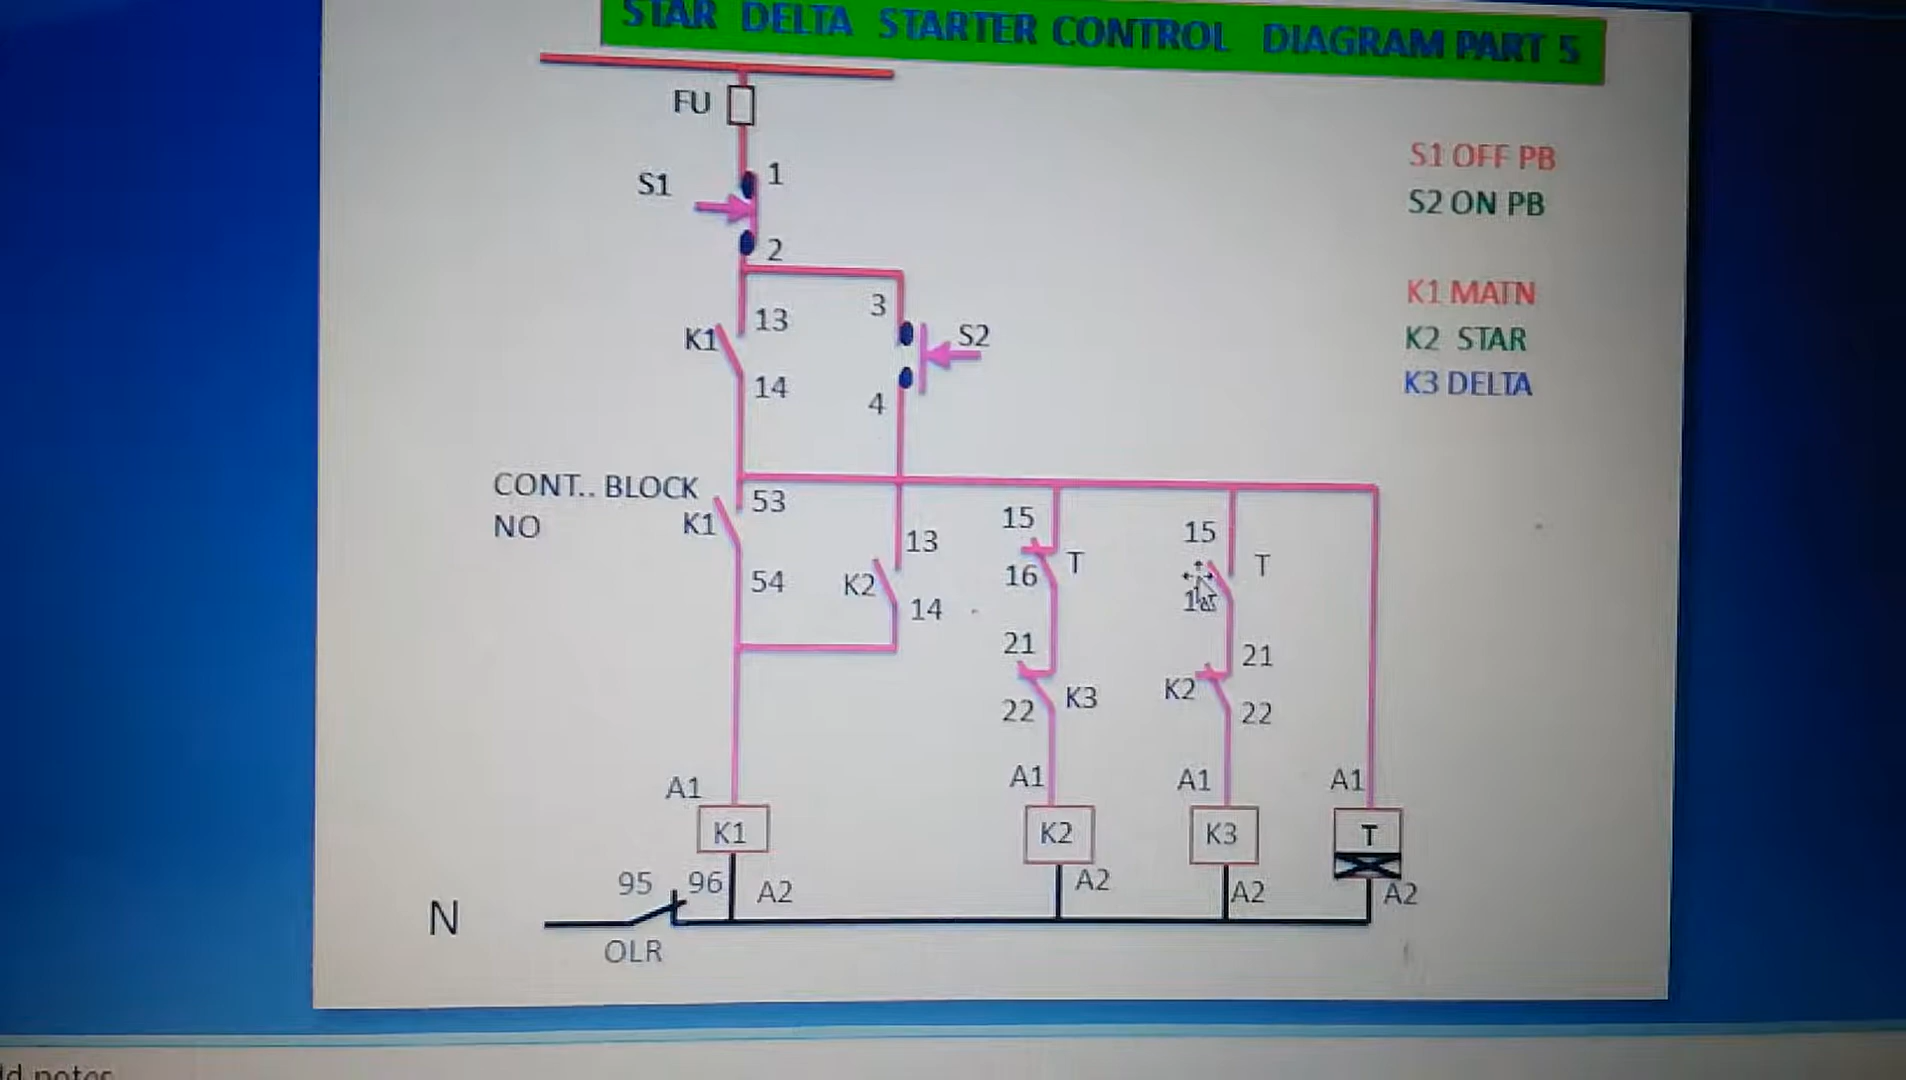 STAR DELTA STARTER CONTROL DIAGRAM PART 5
FU
S1 OFF PB
S2 ON PB
S1
1
2
K1 MATN
K2 STAR
K3 DELTA
3
S2
4
K1
13
14
CONT.. BLOCK
NO
K1
53
54
K2
13
14
15
T
16
21
K3
22
15
T
21
K2
22
A1
A1
A1
A1
K1
K2
K3
T
95
96
A2
A2
A2
A2
N
OLR
notes